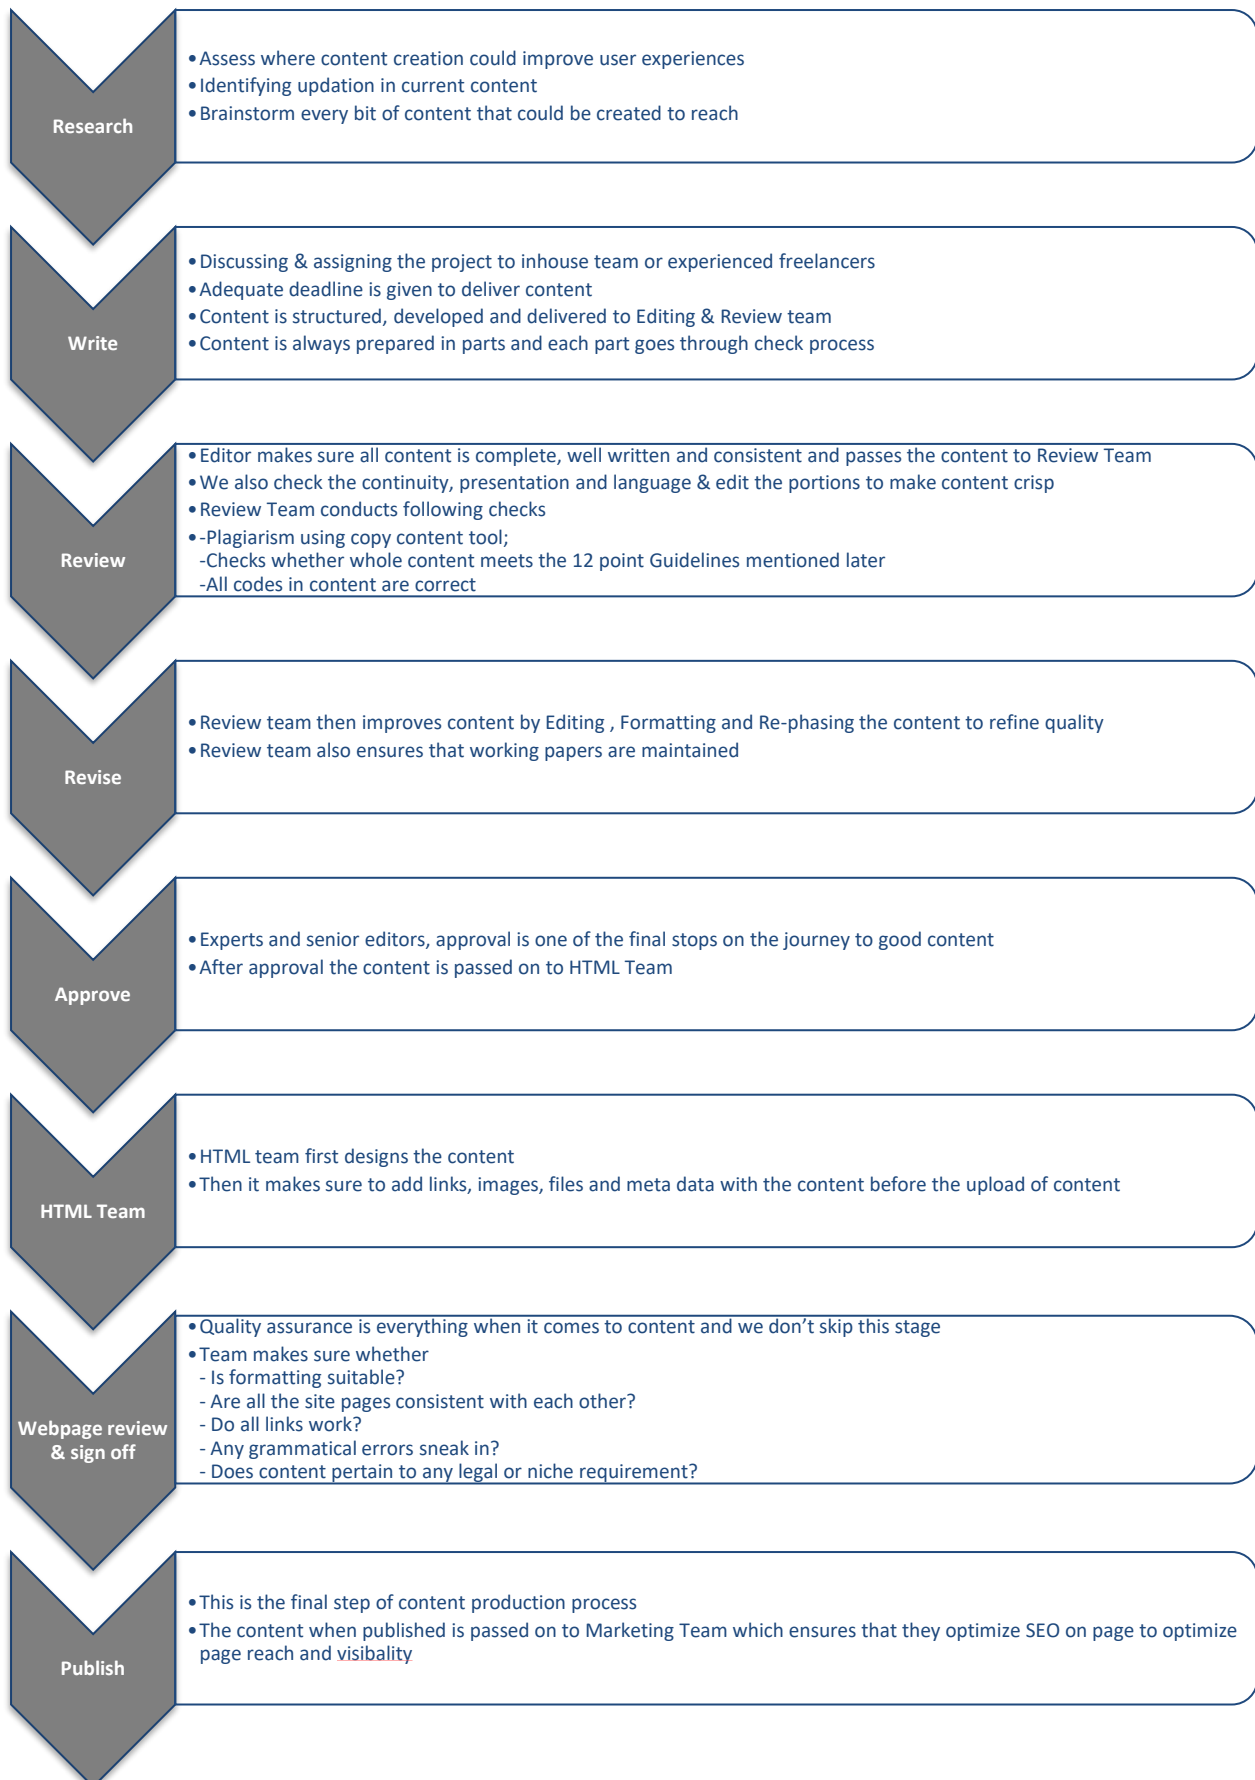 Research
•Assess where content creation could improve user experiences
•Identifying updation in current content
•Brainstorm every bit of content that could be created to reach
Write
•Discussing & assigning the project to inhouse team or experienced freelancers
•Adequate deadline is given to deliver content
•Content is structured, developed and delivered to Editing & Review team
•Content is always prepared in parts and each part goes through check process
Review
•Editor makes sure all content is complete, well written and consistent and passes the content to Review Team
•We also check the continuity, presentation and language & edit the portions to make content crisp
•Review Team conducts following checks
•-Plagiarism using copy content tool;
-Checks whether whole content meets the 12 point Guidelines mentioned later
-All codes in content are correct
Revise
•Review team then improves content by Editing , Formatting and Re-phasing the content to refine quality
•Review team also ensures that working papers are maintained
Approve
•Experts and senior editors, approval is one of the final stops on the journey to good content
•After approval the content is passed on to HTML Team
HTML Team
•HTML team first designs the content
•Then it makes sure to add links, images, files and meta data with the content before the upload of content
Webpage review
& sign off
•Quality assurance is everything when it comes to content and we don’t skip this stage
•Team makes sure whether
- Is formatting suitable?
- Are all the site pages consistent with each other?
- Do all links work?
- Any grammatical errors sneak in?
- Does content pertain to any legal or niche requirement?
Publish
•This is the final step of content production process
•The content when published is passed on to Marketing Team which ensures that they optimize SEO on page to optimize
page reach and visibality